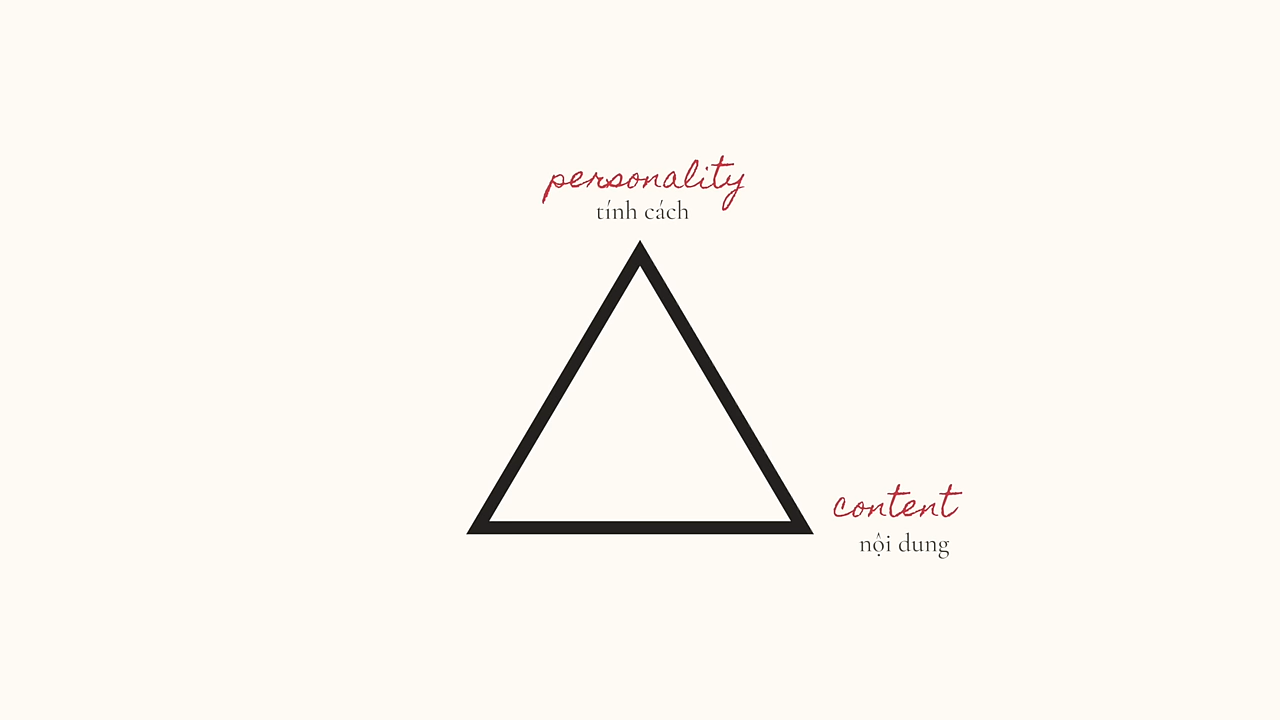 personality
tính cách
content
nội dung